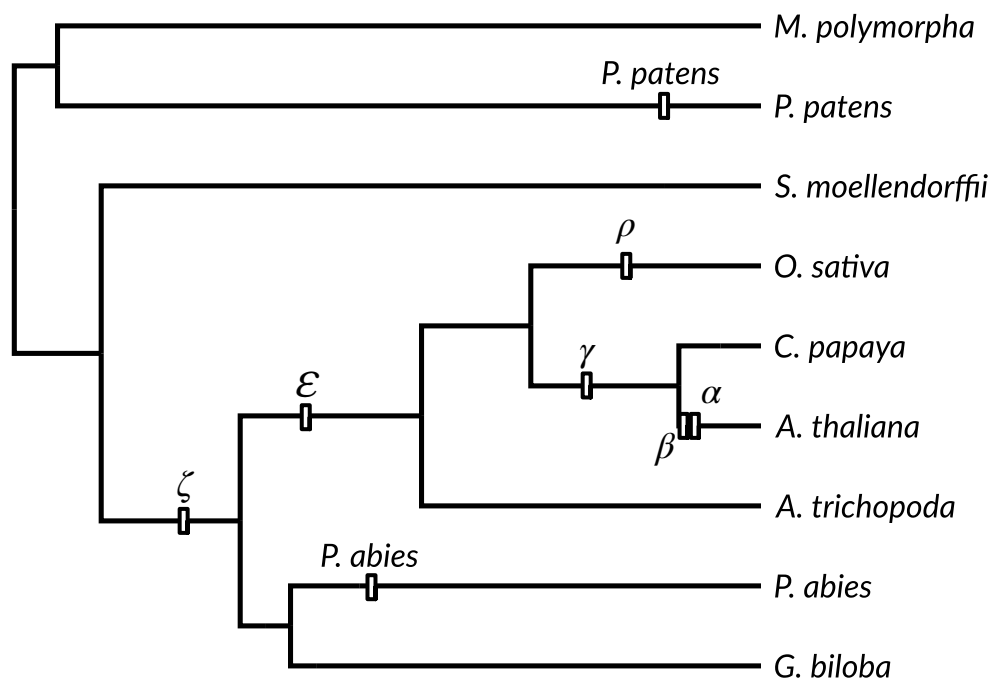 M. polymorpha
P. patens
P. patens
S. moellendorffii
ρ
O. sativa
γ
C. papaya
ε
α
A. thaliana
β
ζ
A. trichopoda
P. abies
P. abies
G. biloba